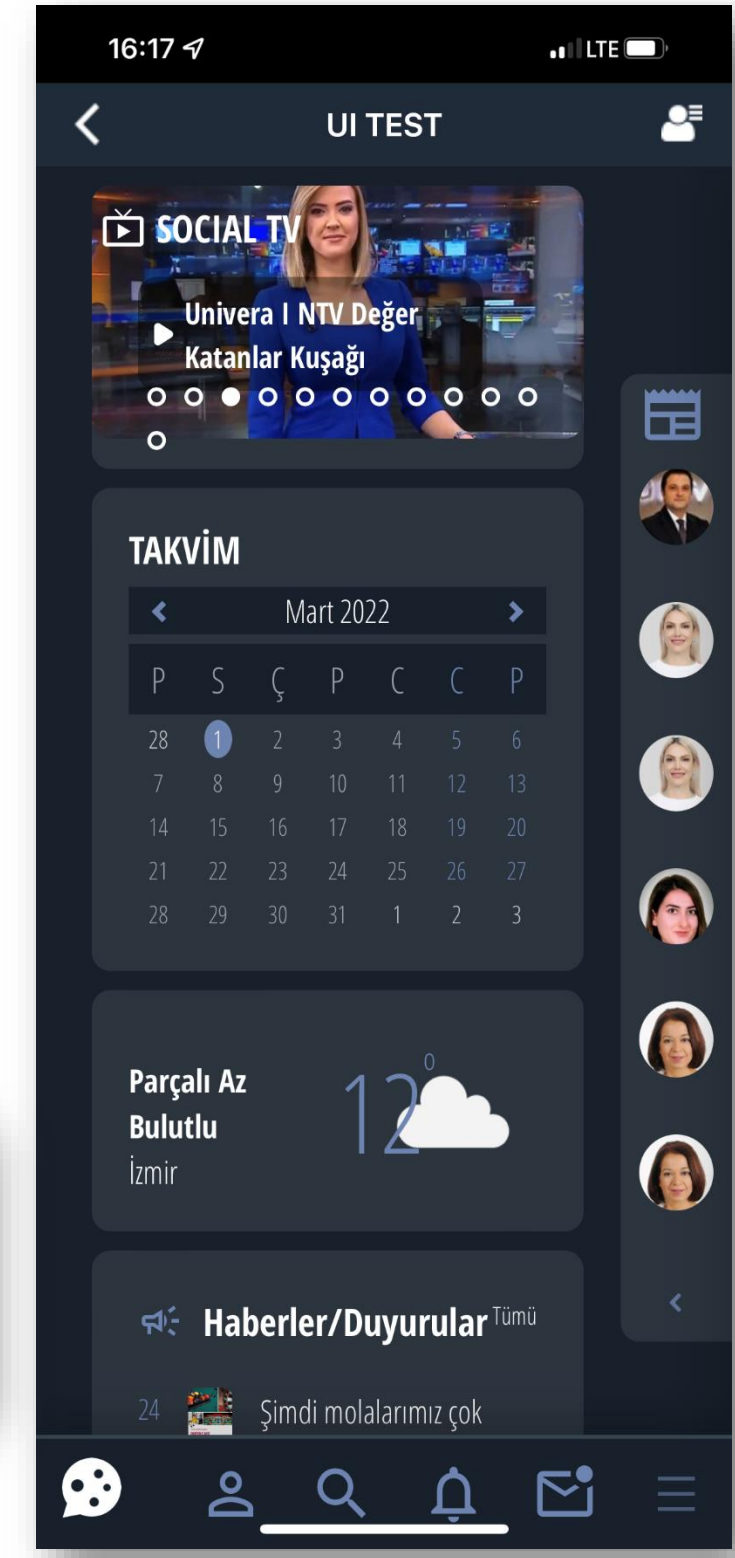 16:17
LTE
UI TEST
SOCIAL TV
Univera I NTV Değer
Katanlar Kuşağı
TAKVİM
Mart 2022
P S Ç P C C P
28 1 2 3 4 5 6
7 8 9 10 11 12 13
14 15 16 17 18 19 20
21 22 23 24 25 26 27
28 29 30 31 1 2 3
Parçalı Az
Bulutlu
İzmir
12°
Haberler/Duyurular Tümü
24 Şimdi molalarımız çok